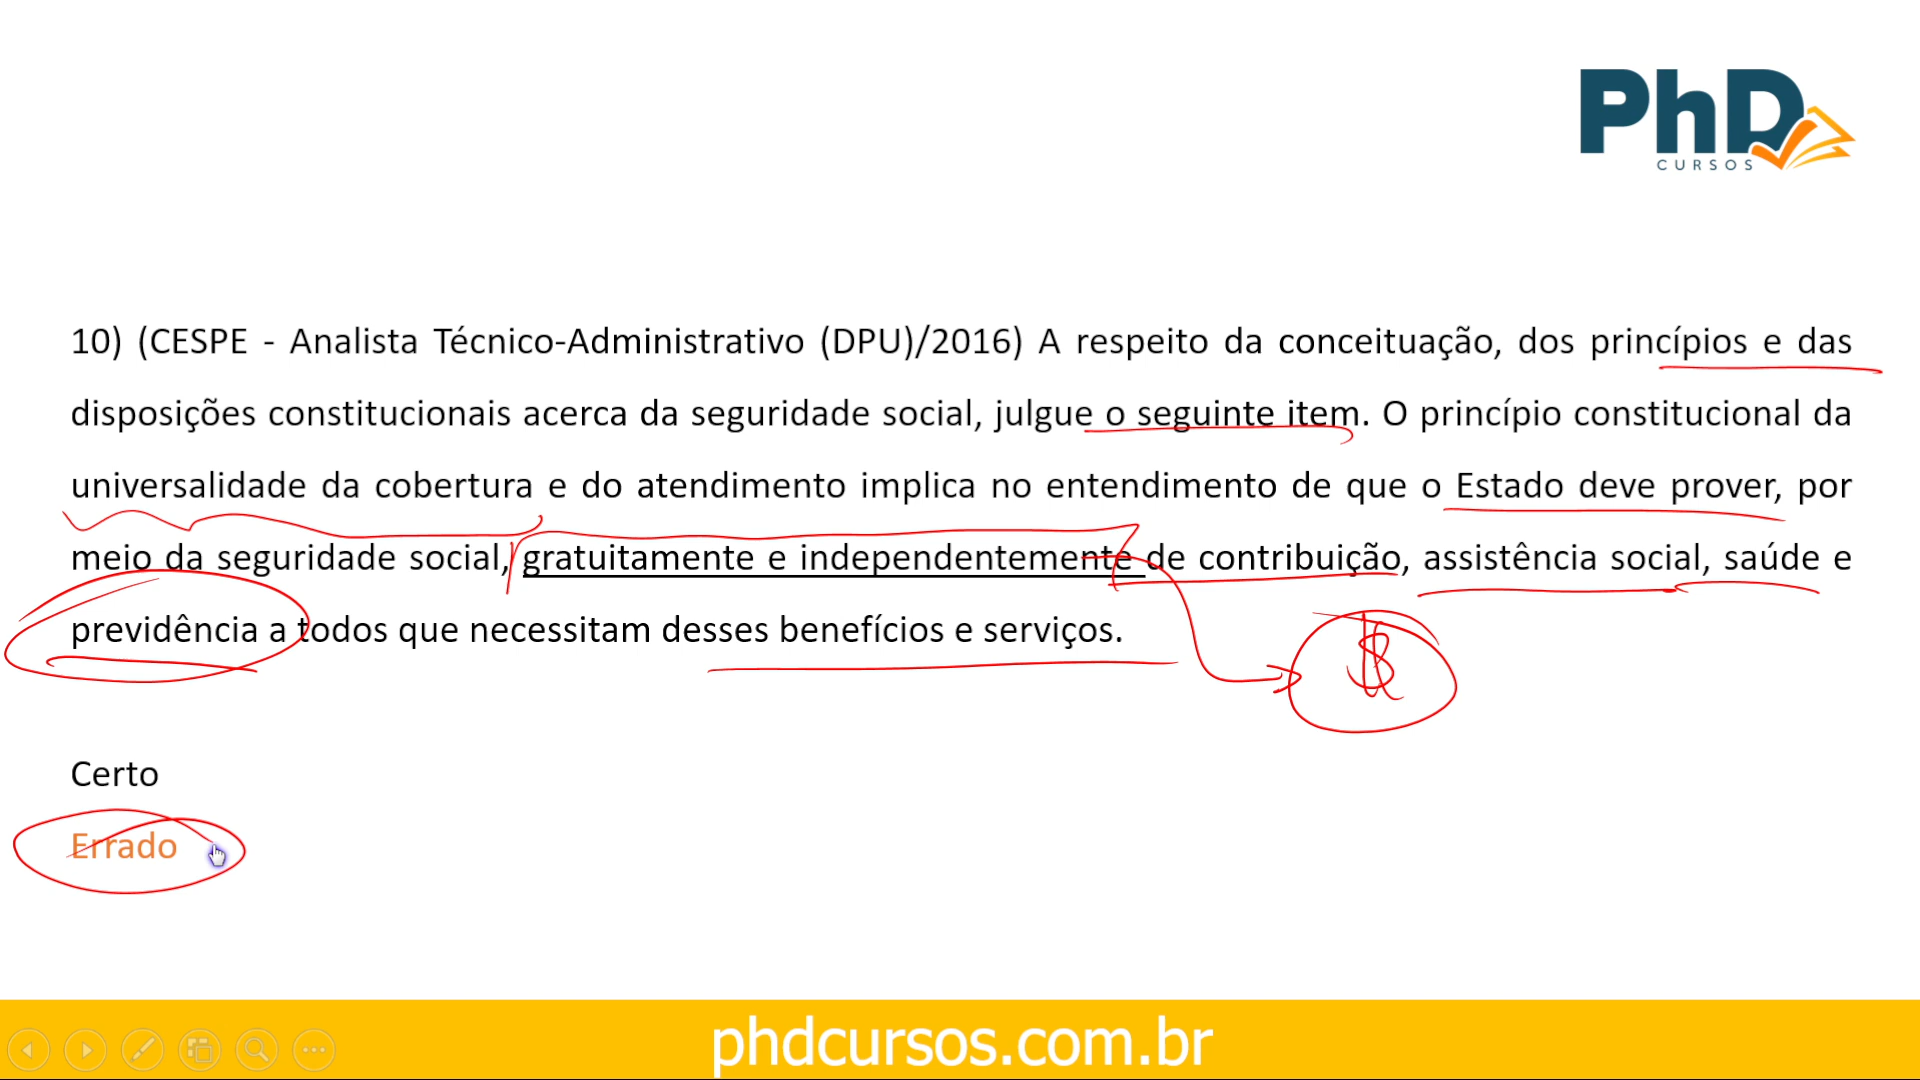 PhD
CURSOS
10) (CESPE - Analista Técnico-Administrativo (DPU)/2016) A respeito da conceituação, dos princípios e das
disposições constitucionais acerca da seguridade social, julgue o seguinte item. O princípio constitucional da
universalidade da cobertura e do atendimento implica no entendimento de que o Estado deve prover, por
meio da seguridade social, gratuitamente e independentemente de contribuição, assistência social, saúde e
previdência a todos que necessitam desses benefícios e serviços.
$
Certo
Errado
phdcursos.com.br